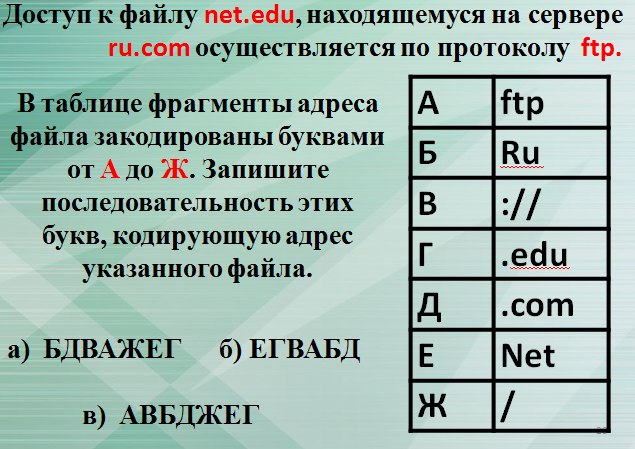 Доступ к файлу net.edu, находящемуся на сервере
ru.com осуществляется по протоколу ftp.
В таблице фрагменты адреса
файла закодированы буквами
от А до Ж. Запишите
последовательность этих
букв, кодирующую адрес
указанного файла.
а) БДВАЖЕГ б) ЕГВАБД
в) АВБДЖЕГ
А ftp
Б Ru
В ://
Г .edu
Д .com
Е Net
Ж /